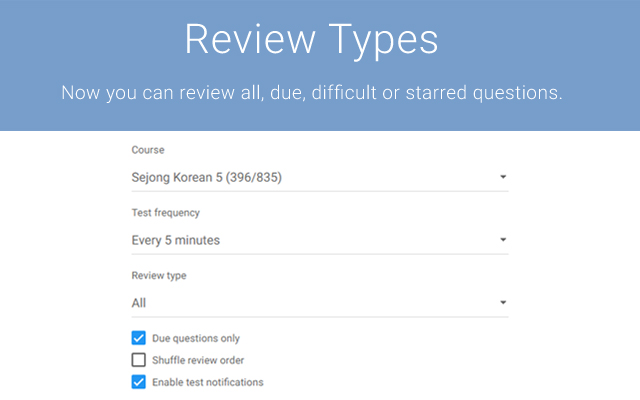 Review Types
Now you can review all, due, difficult or starred questions.
Course
Sejong Korean 5 (396/835)
Test frequency
Every 5 minutes
Review type
All
Due questions only
Shuffle review order
Enable test notifications